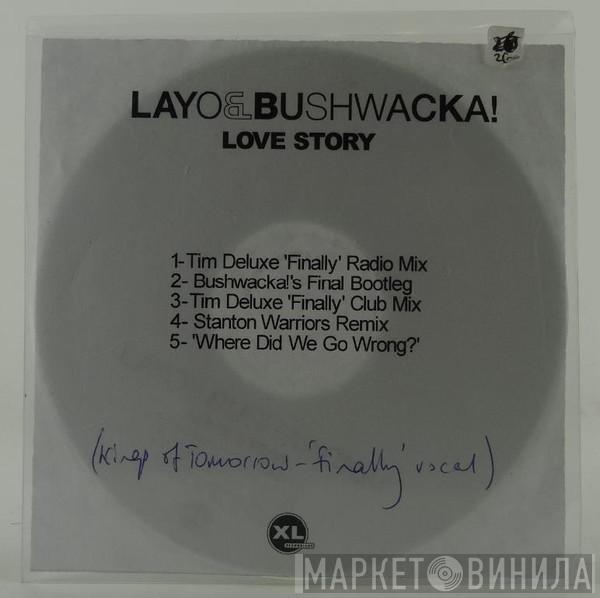 LAYO&BUSHWACKA!
LOVE STORY
1-Tim Deluxe 'Finally' Radio Mix
2- Bushwacka!'s Final Bootleg
3-Tim Deluxe 'Finally' Club Mix
4- Stanton Warriors Remix
5- 'Where Did We Go Wrong?'
(Kings of Tomorrow - 'finally' vocal)
XL
МАРКЕТ ВИНИЛА